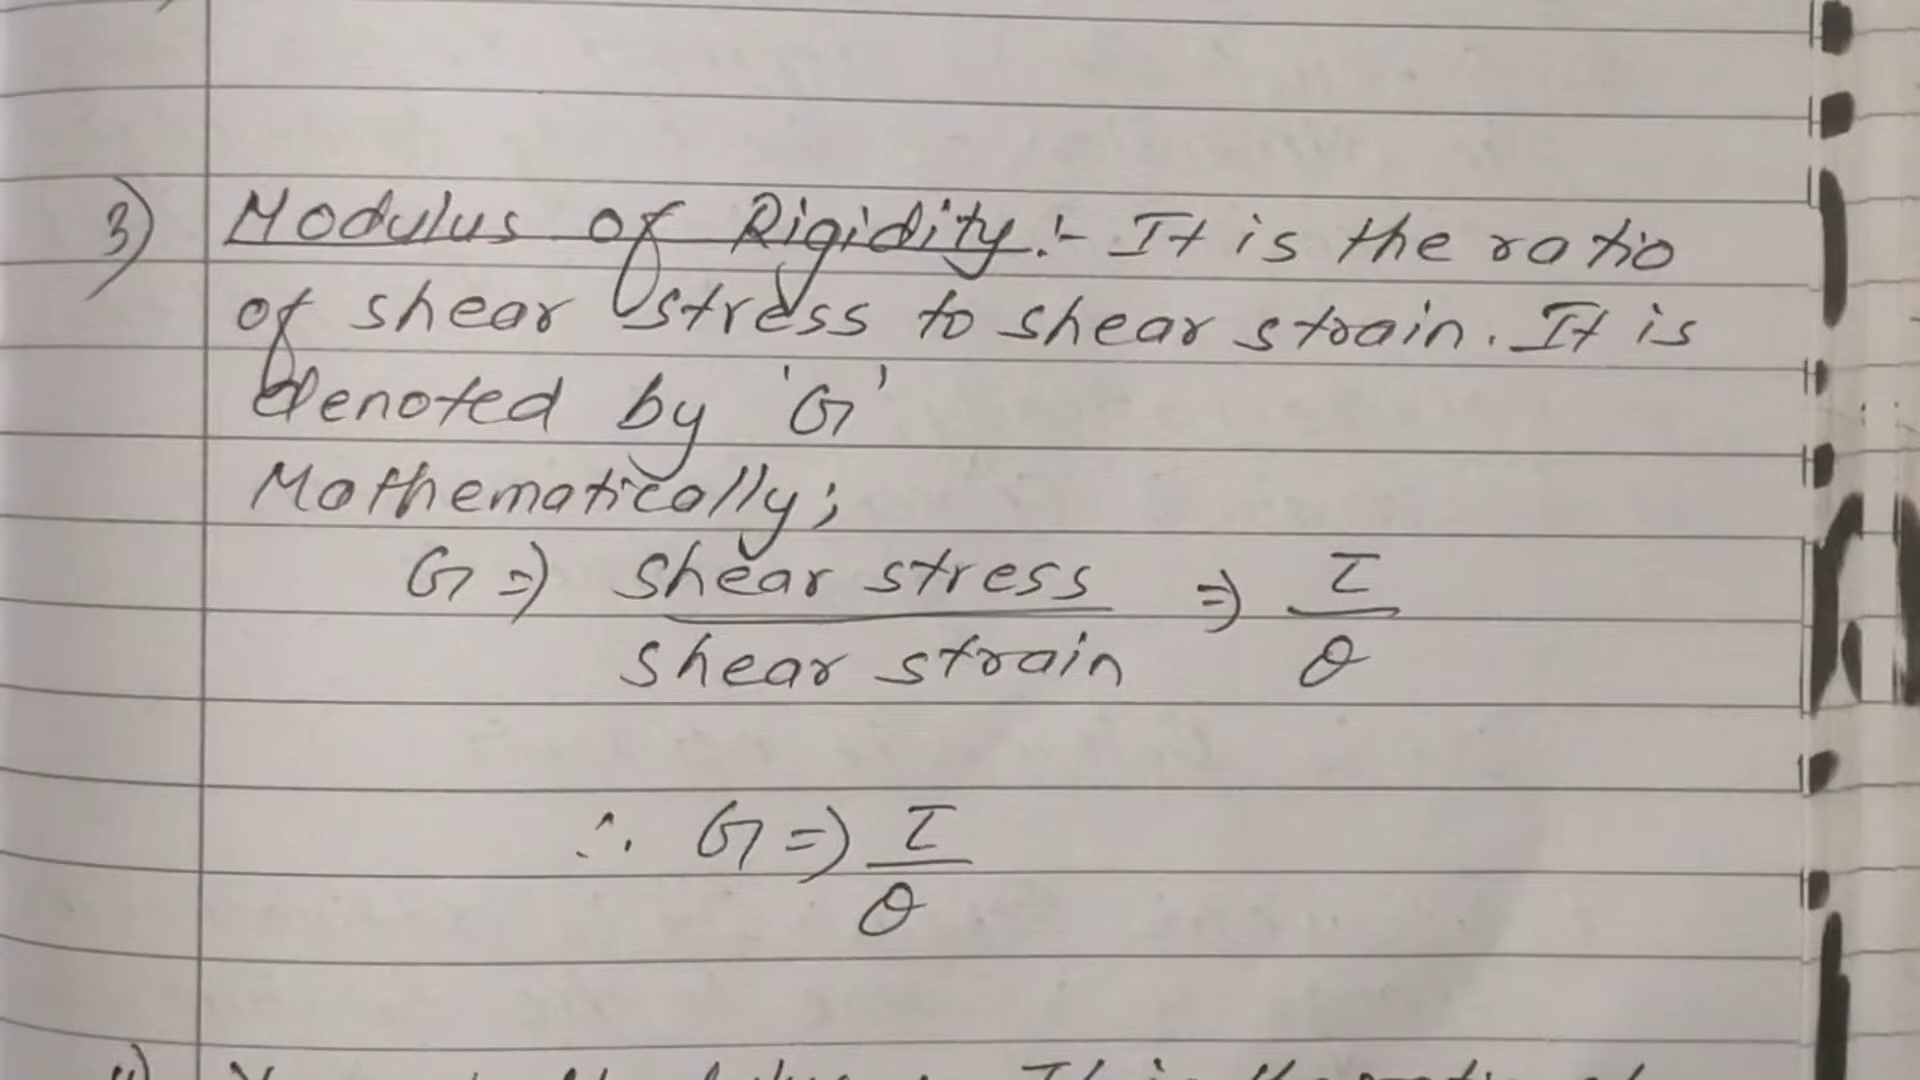 3) Modulus of Rigidity:- It is the ratio
of shear stress to shear strain. It is
denoted by 'G'
Mathematically;
G => shear stress / shear strain => τ / θ
∴ G => τ / θ
4)